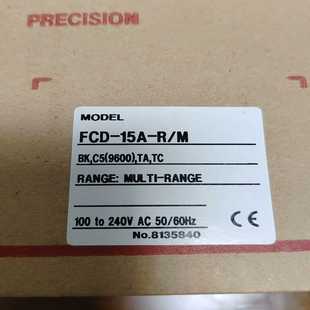 PRECISION
MODEL
FCD-15A-R/M
BK,C5(9600),TA,TC
RANGE: MULTI-RANGE
100 to 240V AC 50/60Hz
CE
No.8135840